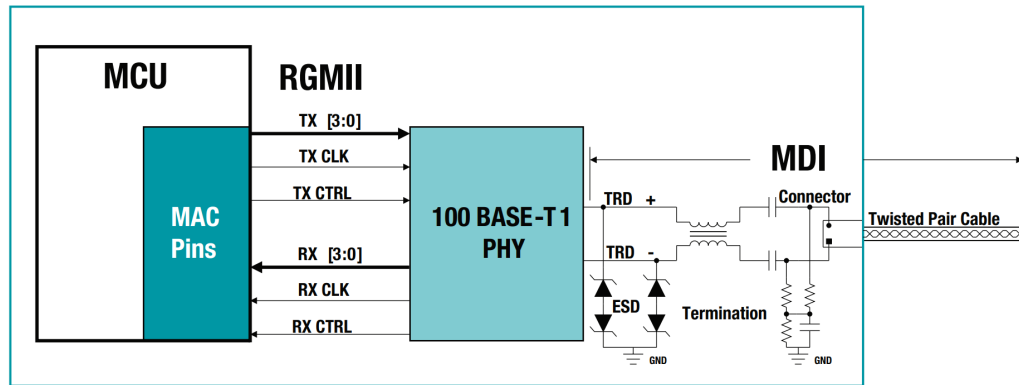 MCU
RGMII
TX [3:0]
TX CLK
TX CTRL
MAC
Pins
RX [3:0]
RX CLK
RX CTRL
100 BASE-T1
PHY
MDI
TRD +
TRD -
Connector
Twisted Pair Cable
ESD
Termination
GND
GND